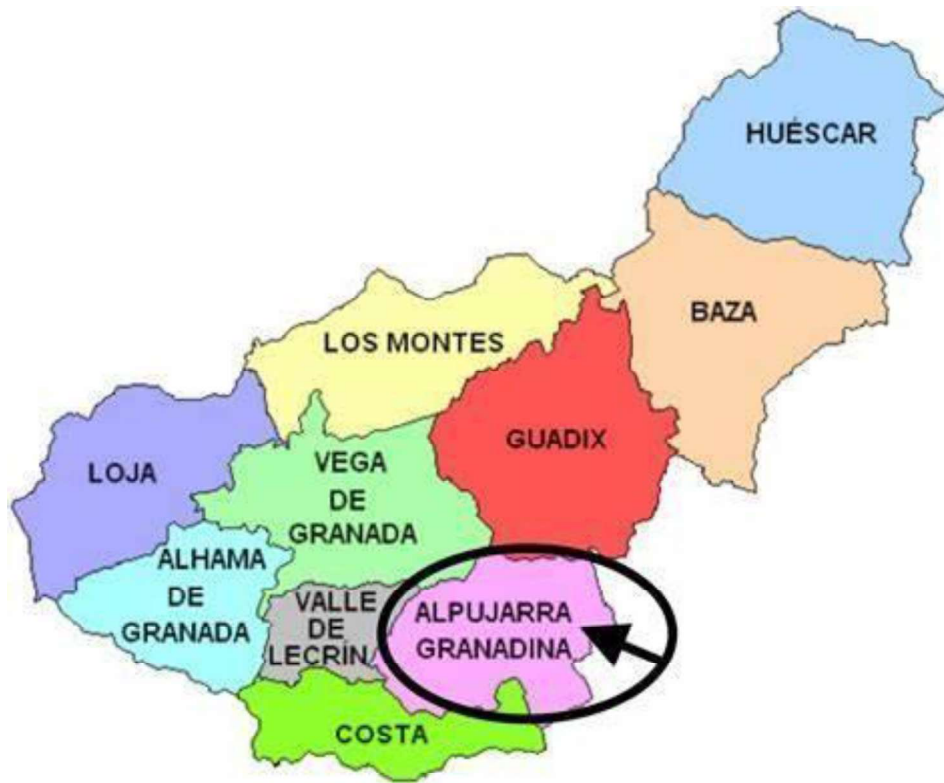 HUÉSCAR
BAZA
LOS MONTES
GUADIX
LOJA
VEGA
DE
GRANADA
ALHAMA
DE
GRANADA
VALLE
DE
LECRÍN
ALPUJARRA
GRANADINA
COSTA